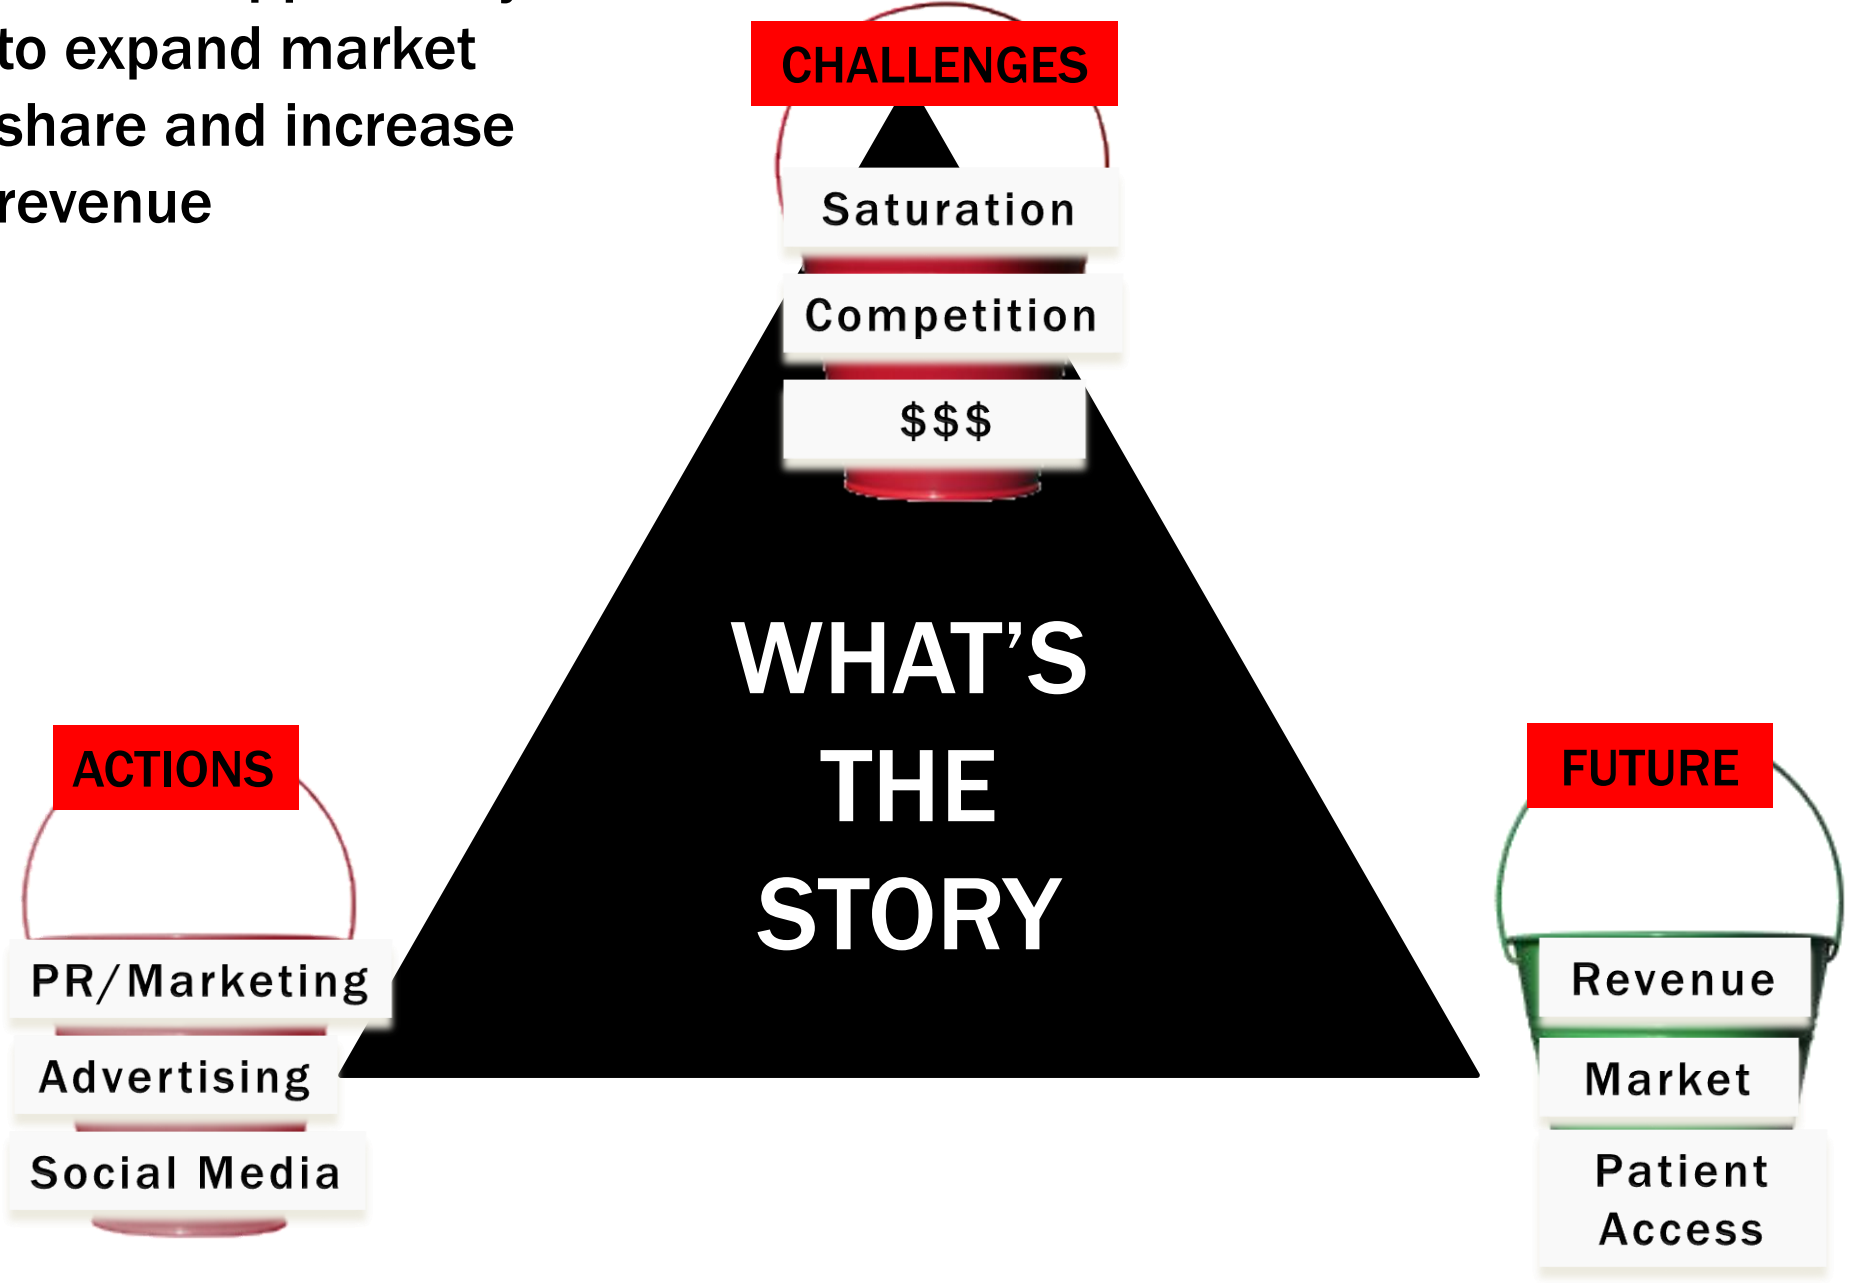 to expand market
share and increase
revenue
CHALLENGES
Saturation
Competition
$$$
WHAT’S
THE
STORY
ACTIONS
PR/Marketing
Advertising
Social Media
FUTURE
Revenue
Market
Patient
Access